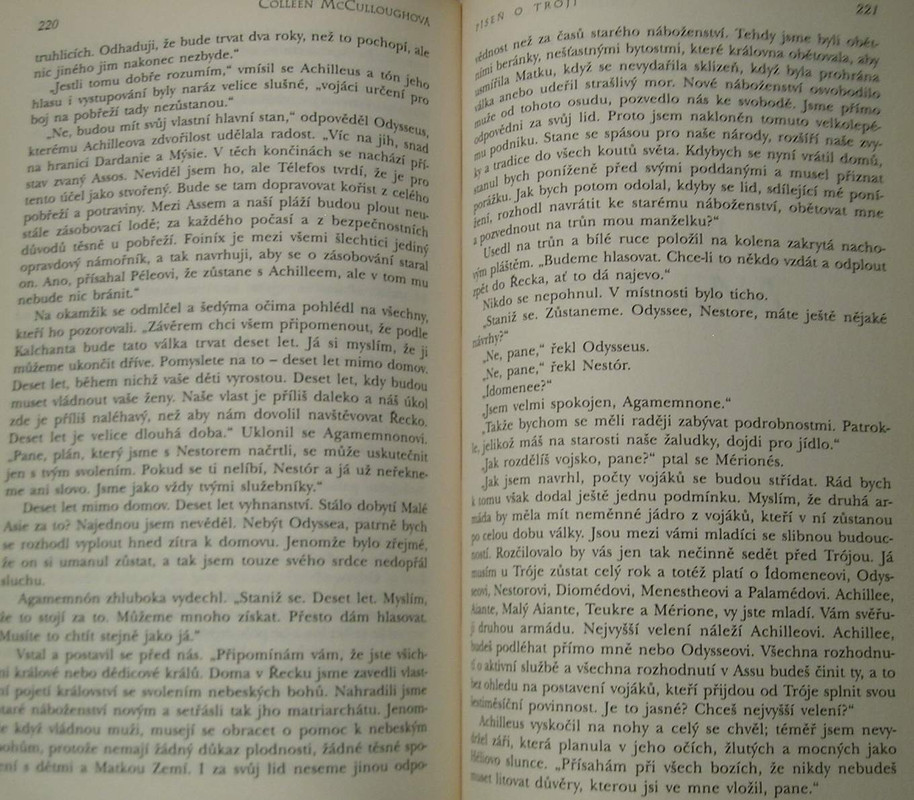 220
COLLEEN MCCULLOUGHOVÁ
truhlicích. Odhaduji, že bude trvat dva roky, než to pochopí, ale
nic jiného jim nakonec nezbyde.“
„Jestli tomu dobře rozumím,“ vmísil se Achilleus a tón jeho
hlasu i vystupování byly naráz velice slušné, „vojáci určení pro
boj na pobřeží tady nezůstanou.“
„Ne, budou mít svůj vlastní hlavní stan,“ odpověděl Odysseus,
kterému Achilleova zdvořilost udělala radost. „Víc na jih, snad
na hranici Dardanie a Mýsie. V těch končinách se nachází pří-
stav zvaný Assos. Neviděl jsem ho, ale Télefos tvrdí, že je pro
tento účel jako stvořený. Bude se tam dopravovat kořist z celého
pobřeží a potraviny. Mezi Assem a naší pláží budou plout neu-
stále zásobovací lodě; za každého počasí a z bezpečnostních
důvodů těsně u pobřeží. Foiníx je mezi všemi šlechtici jediný
opravdový námořník, a tak navrhuji, aby se o zásobování staral
on. Ano, přísahal Péleovi, že zůstane s Achilleem, ale v tom mu
nebude nic bránit.“
Na okamžik se odmlčel a šedýma očima pohlédl na všechny,
kteří ho pozorovali. „Závěrem chci všem připomenout, že podle
Kalchanta bude tato válka trvat deset let. Já si myslím, že ji
můžeme ukončit dříve. Pomyslete na to – deset let mimo domov.
Deset let, během nichž vaše děti vyrostou. Deset let, kdy budou
muset vládnout vaše ženy. Naše vlast je příliš daleko a náš úkol
zde je příliš naléhavý, než aby nám dovolil navštěvovat Řecko.
Deset let je velice dlouhá doba.“ Uklonil se Agamemnonovi.
„Pane, plán, který jsme s Nestorem načrtli, se může uskutečnit
jen s tvým svolením. Pokud se ti nelíbí, Nestór a já už neřekne-
me ani slovo. Jsme jako vždy tvými služebníky.“
Deset let mimo domov. Deset let vyhnanství. Stálo dobytí Malé
Asie za to? Najednou jsem nevěděl. Nebýt Odyssea, patrně bych
se rozhodl vyplout hned zítra k domovu. Jenomže bylo zřejmé,
že on si umanul zůstat, a tak jsem touze svého srdce nedopřál
sluchu.
Agamemnón zhluboka vydechl. „Staniž se. Deset let. Myslím,
že to stojí za to. Můžeme mnoho získat. Přesto dám hlasovat.
Musíte to chtít stejně jako já.“
Vstal a postavil se před nás. „Připomínám vám, že jste všich-
ni králové nebo dědicové králů. Doma v Řecku jsme zavedli vlast-
ní pojetí království se svolením nebeských bohů. Nahradili jsme
staré náboženství novým a setřásli tak jho matriarchátu. Jenom-
že když vládnou muži, musejí se obracet o pomoc k nebeským
bohům, protože nemají žádný důkaz plodnosti, žádné těsné spo-
jení s dětmi a Matkou Zemí. I za svůj lid neseme jinou odpo-
PÍSEŇ O TRÓJI
221
vědnost než za časů starého náboženství. Tehdy jsme byli obět-
ními beránky, nešťastnými bytostmi, které královna obětovala, aby
usmířila Matku, když se nevydařila sklizeň, když byla prohrána
válka anebo udeřil strašlivý mor. Nové náboženství osvobodilo
muže od tohoto osudu, pozvedlo nás ke svobodě. Jsme přímo
odpovědni za svůj lid. Proto jsem nakloněn tomuto velkolepé-
mu podniku. Stane se spásou pro naše národy, rozšíří naše zvy-
ky a tradice do všech koutů světa. Kdybych se nyní vrátil domů,
stanul bych poníženě před svými poddanými a musel přiznat
porážku. Jak bych potom odolal, kdyby se lid, sdílející mé poní-
žení, rozhodl navrátit ke starému náboženství, obětovat mne
a pozvednout na trůn mou manželku?“
Usedl na trůn a bílé ruce položil na kolena zakrytá nacho-
vým pláštěm. „Budeme hlasovat. Chce-li to někdo vzdát a odplout
zpět do Řecka, ať to dá najevo.“
Nikdo se nepohnul. V místnosti bylo ticho.
„Staniž se. Zůstaneme. Odyssee, Nestore, máte ještě nějaké
návrhy?“
„Ne, pane,“ řekl Odysseus.
„Ne, pane,“ řekl Nestór.
„Ídomenee?“
„Jsem velmi spokojen, Agamemnone.“
„Takže bychom se měli raději zabývat podrobnostmi. Patrok-
le, jelikož máš na starosti naše žaludky, dojdi pro jídlo.“
„Jak rozdělíš vojsko, pane?“ ptal se Mérionés.
„Jak jsem navrhl, počty vojáků se budou střídat. Rád bych
k tomu však dodal ještě jednu podmínku. Myslím, že druhá ar-
máda by měla mít neměnné jádro z vojáků, kteří v ní zůstanou
po celou dobu války. Jsou mezi vámi mladíci se slibnou budouc-
ností. Rozčilovalo by vás jen tak nečinně sedět před Trójou. Já
musím u Tróje zůstat celý rok a totéž platí o Ídomeneovi, Odys-
seovi, Nestorovi, Diomédovi, Menestheovi a Palamédovi. Achillee,
Aiante, Malý Aiante, Teukre a Mérione, vy jste mladí. Vám svěřu-
ji druhou armádu. Nejvyšší velení náleží Achilleovi. Achillee,
budeš podléhat přímo mně nebo Odysseovi. Všechna rozhodnu-
tí o aktivní službě a všechna rozhodnutí v Assu budeš činit ty, a to
bez ohledu na postavení vojáků, kteří přijdou od Tróje splnit svou
šestiměsíční povinnost. Je to jasné? Chceš nejvyšší velení?“
Achilleus vyskočil na nohy a celý se chvěl; téměř jsem nevy-
držel záři, která planula v jeho očích, žlutých a mocných jako
Héliovo slunce. „Přísahám při všech bozích, že nikdy nebudeš
muset litovat důvěry, kterou jsi ve mne vložil, pane.“